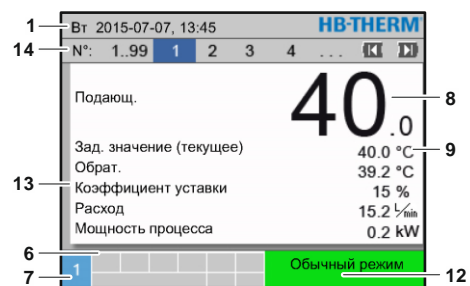 1 Вт 2015-07-07, 13:45 HB-THERM
14 N°: 1..99 1 2 3 4 ...
Подающ. 40.0 8
Зад. значение (текущее) 40.0 °C 9
Обрат. 39.2 °C
13 Коэффициент уставки 15 %
Расход 15.2 L/min
Мощность процесса 0.2 kW
6
7 1 Обычный режим 12